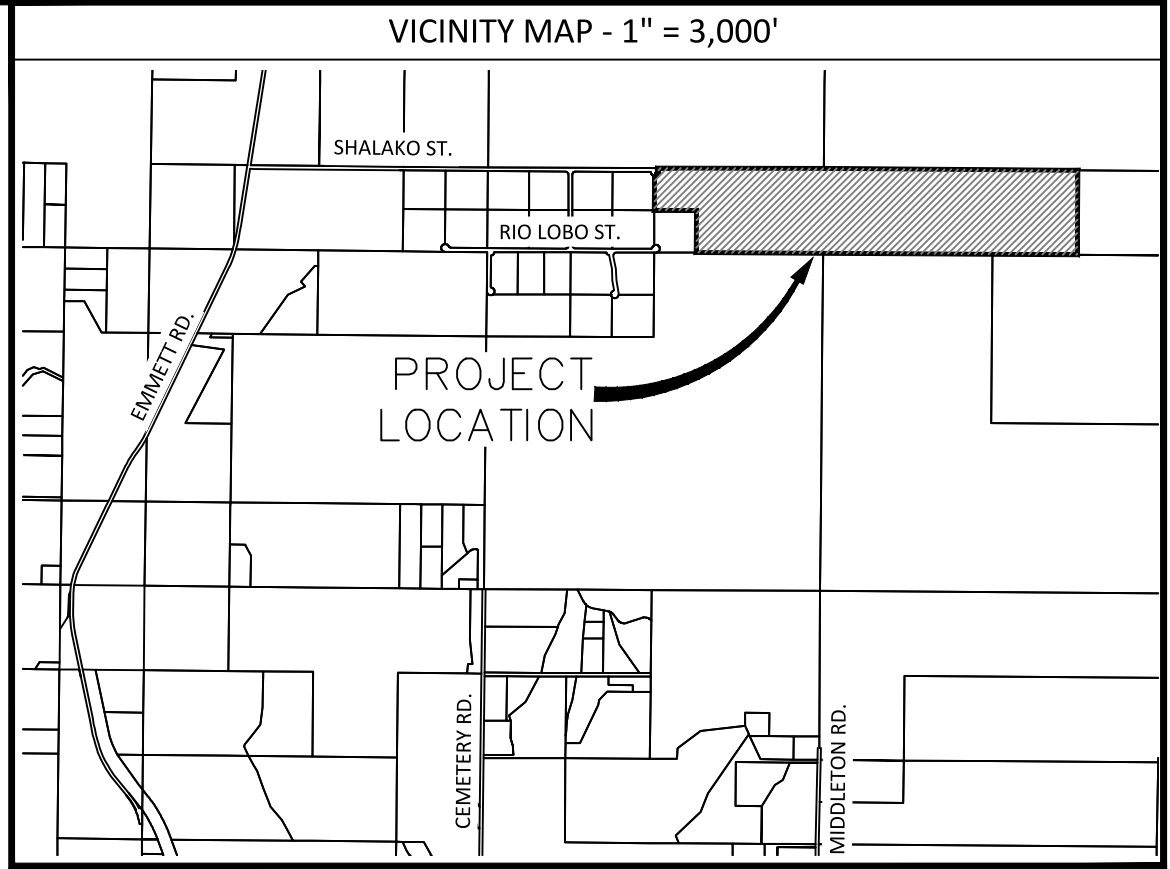 VICINITY MAP - 1" = 3,000'
SHALAKO ST.
RIO LOBO ST.
EMMETT RD.
PROJECT
LOCATION
CEMETERY RD.
MIDDLETON RD.